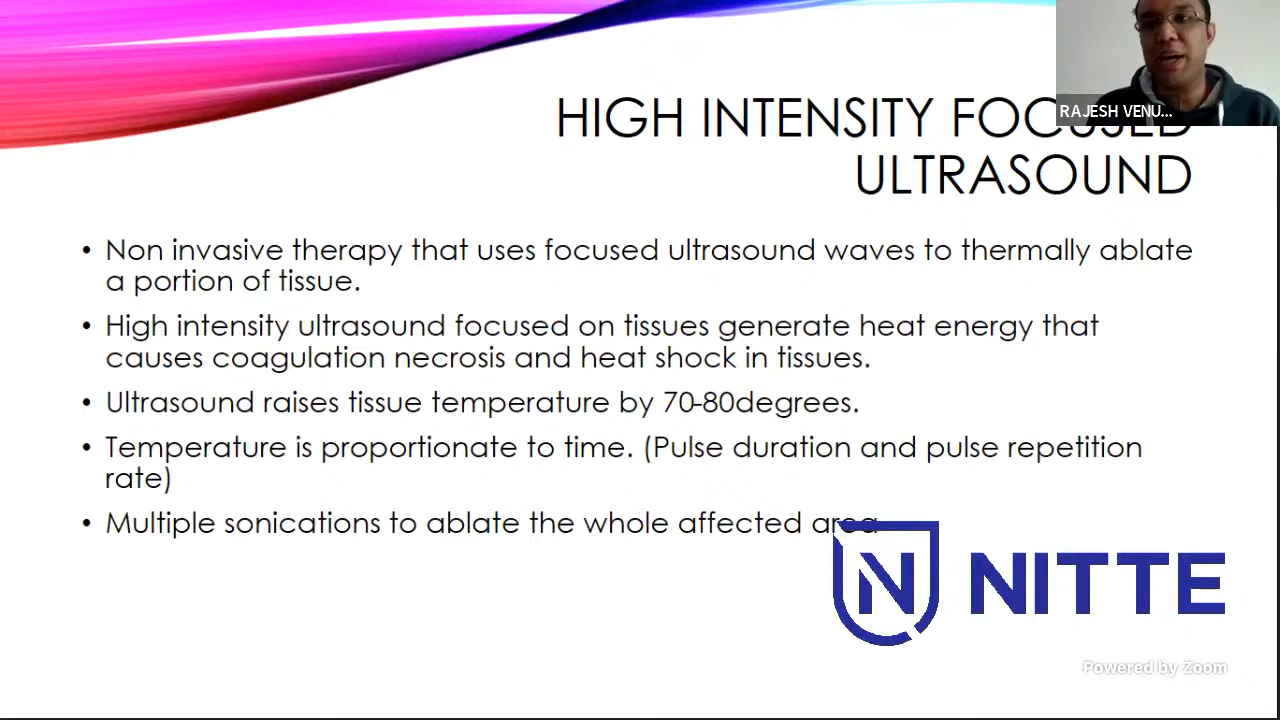 RAJESH VENU...
HIGH INTENSITY FOCUSED
ULTRASOUND
• Non invasive therapy that uses focused ultrasound waves to thermally ablate
a portion of tissue.
• High intensity ultrasound focused on tissues generate heat energy that
causes coagulation necrosis and heat shock in tissues.
• Ultrasound raises tissue temperature by 70-80degrees.
• Temperature is proportionate to time. (Pulse duration and pulse repetition
rate)
• Multiple sonications to ablate the whole affected area
N NITTE
Powered by Zoom